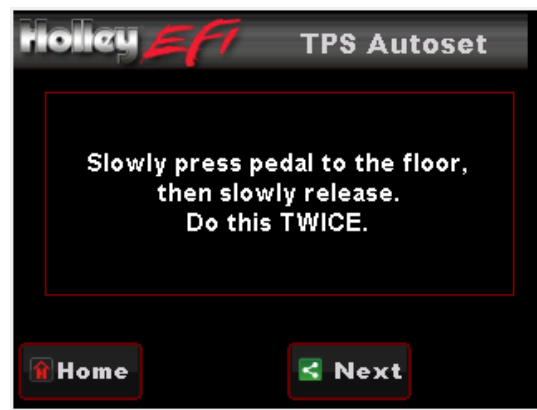 Holley EFI TPS Autoset
Slowly press pedal to the floor,
then slowly release.
Do this TWICE.
Home Next